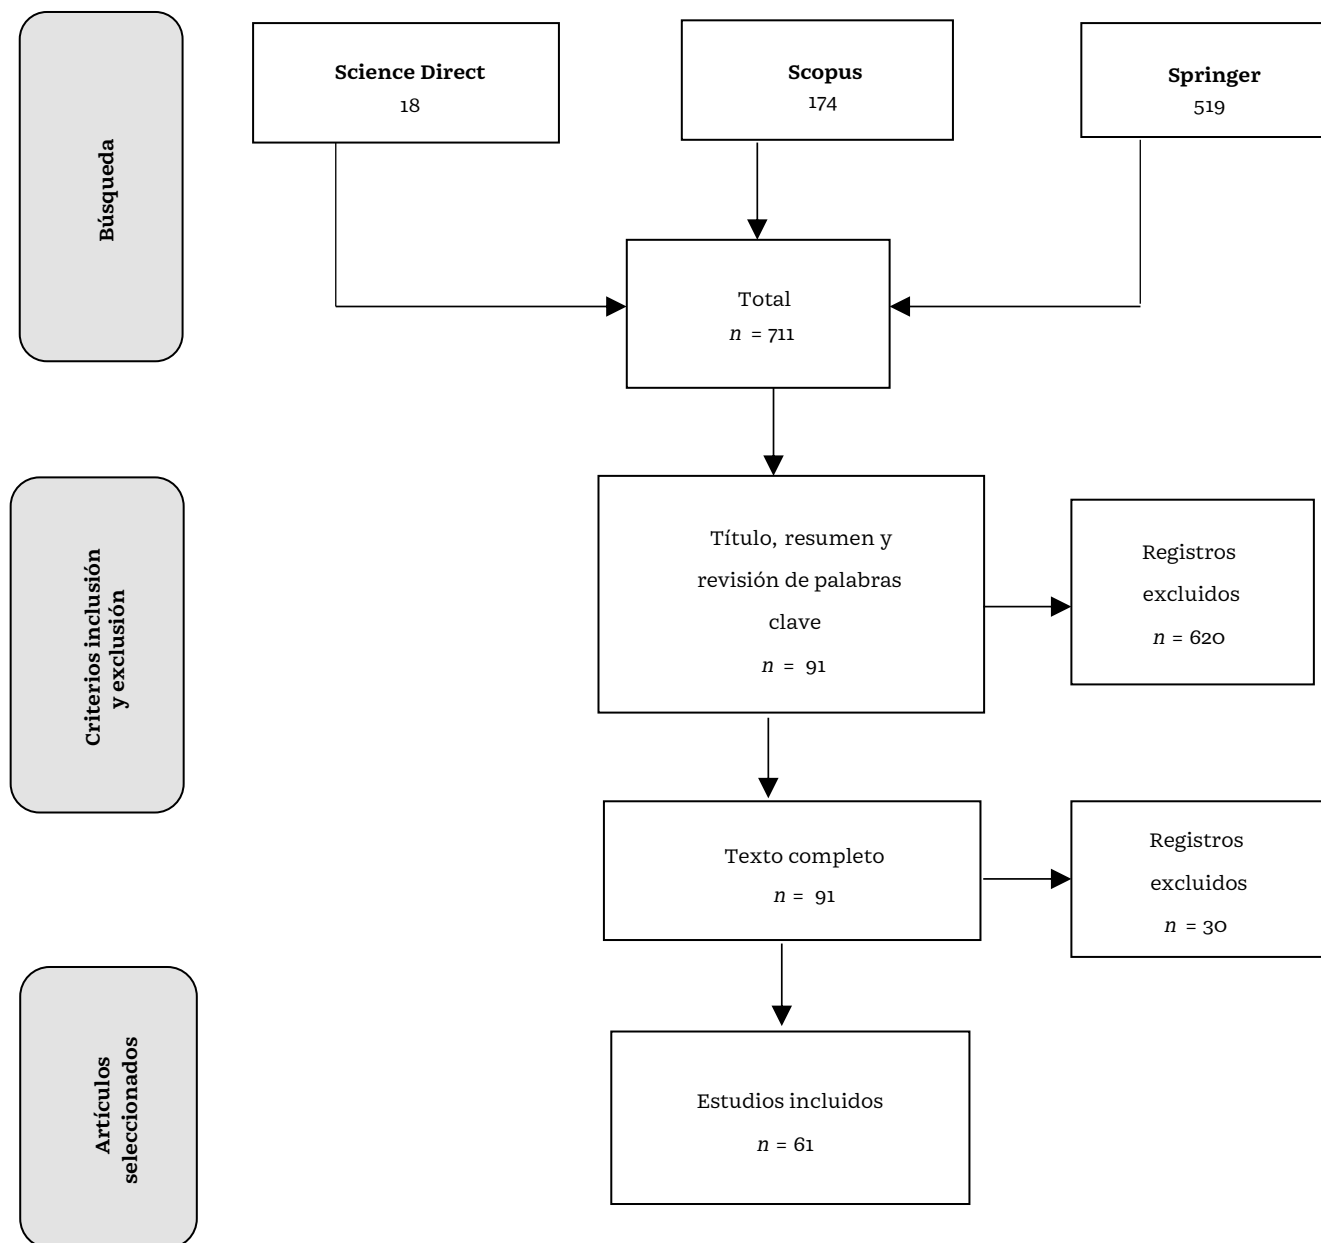 Búsqueda
Science Direct
18
Scopus
174
Springer
519
Total
n = 711
Criterios inclusión
y exclusión
Título, resumen y
revisión de palabras
clave
n = 91
Registros
excluidos
n = 620
Texto completo
n = 91
Registros
excluidos
n = 30
Artículos
seleccionados
Estudios incluidos
n = 61